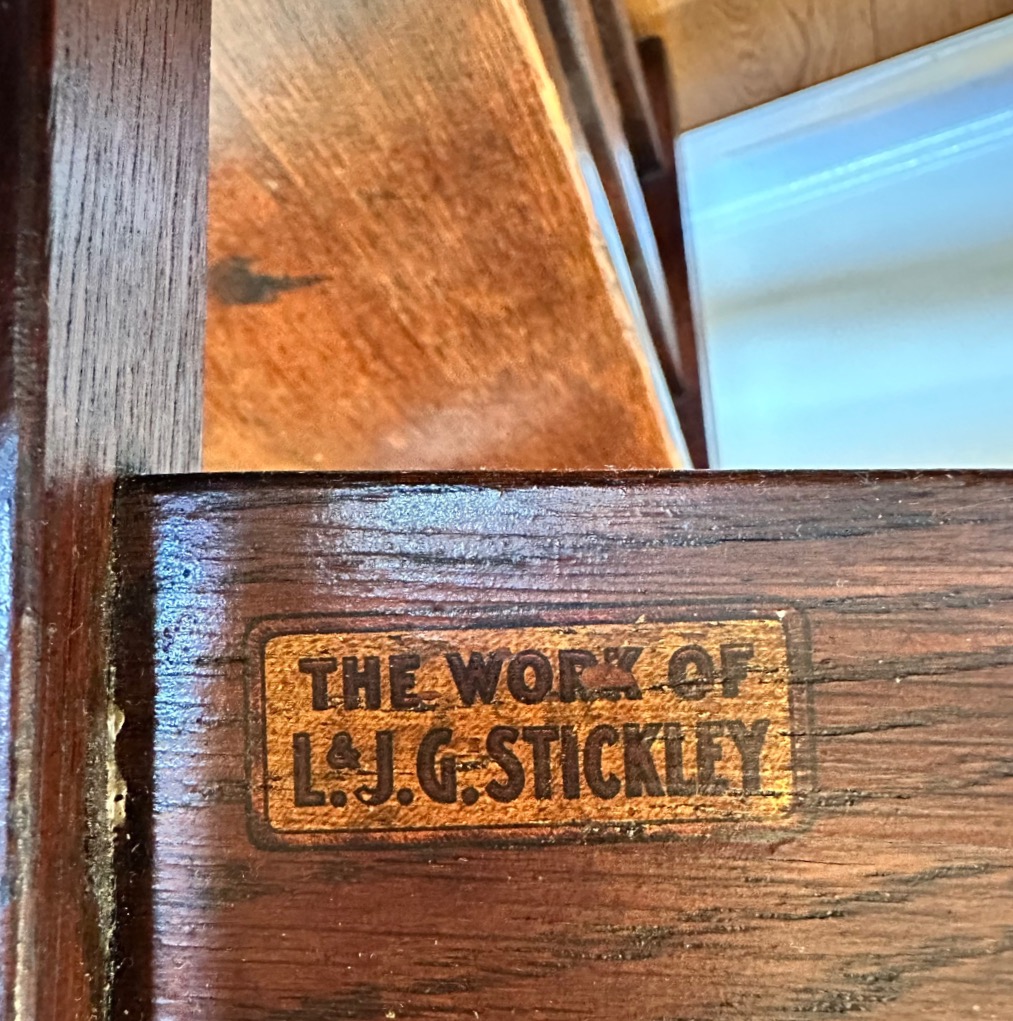 THE WORK OF
L. & J. G. STICKLEY